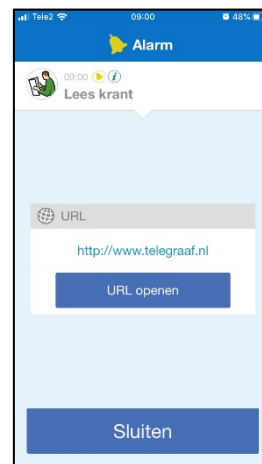 Tele2 09:00 48%
Alarm
09:00
Lees krant
URL
http://www.telegraaf.nl
URL openen
Sluiten